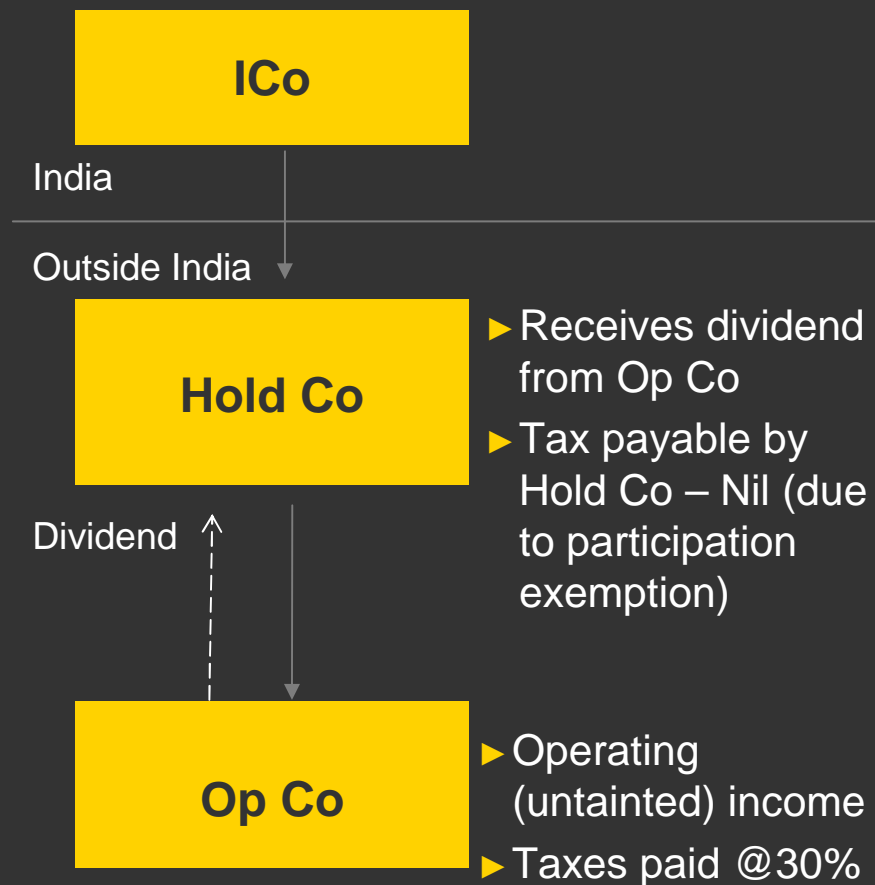 ICo
India
Outside India
Hold Co
► Receives dividend
from Op Co
► Tax payable by
Hold Co – Nil (due
to participation
exemption)
Dividend
Op Co
► Operating
(untainted) income
► Taxes paid @30%